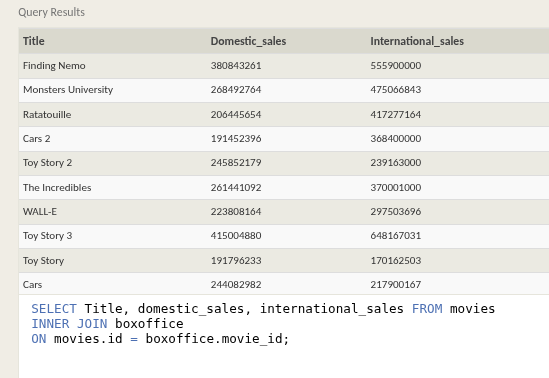 Query Results
Title Domestic_sales International_sales
Finding Nemo 380843261 555900000
Monsters University 268492764 475066843
Ratatouille 206445654 417277164
Cars 2 191452396 368400000
Toy Story 2 245852179 239163000
The Incredibles 261441092 370001000
WALL-E 223808164 297503696
Toy Story 3 415004880 648167031
Toy Story 191796233 170162503
Cars 244082982 217900167
SELECT Title, domestic_sales, international_sales FROM movies
INNER JOIN boxoffice
ON movies.id = boxoffice.movie_id;